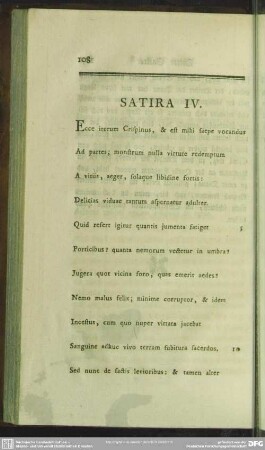 108
SATIRA IV.
Ecce iterum Crispinus, & est mihi saepe vocandus
Ad partes; monstrum nulla virtute redemptum
A vitiis, aeger, solaque libidine fortis:
Delicias viduae tantum aspernatur adulter.
Quid refert igitur quantis jumenta fatiget 5
Porticibus? quanta nemorum vectetur in umbra?
Jugera quot vicina foro, quas emerit aedes?
Nemo malus felix; minime corruptor, & idem
Incestus, cum quo nuper vittata jacebat
Sanguine adhuc vivo terram subitura sacerdos. 10
Sed nunc de factis levioribus: & tamen alter